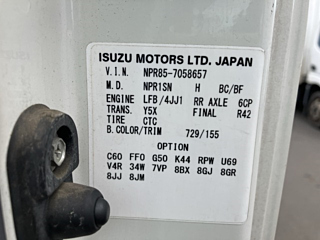 ISUZU MOTORS LTD. JAPAN
V.I.N. NPR85-7058657
M.D. NPR1SN H BC/BF
ENGINE LFB/4JJ1 RR AXLE 6CP
TRANS. Y5X FINAL R42
TIRE CTC
B.COLOR/TRIM 729/155
OPTION
C60 FF0 G50 K44 RPW U69
V4R 34W 7VP 8BX 8GJ 8GR
8JJ 8JM